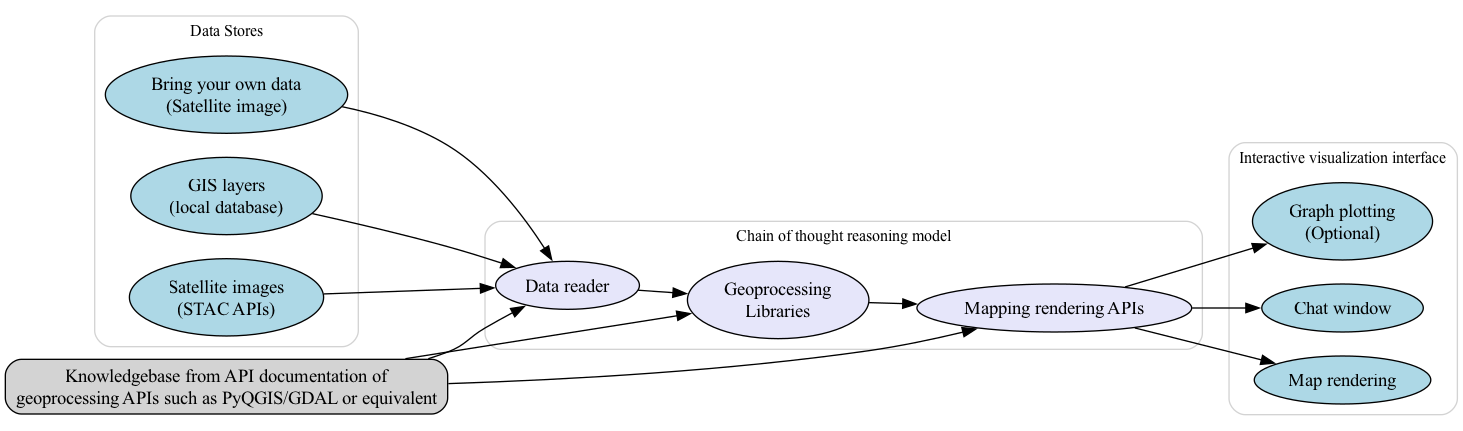 Data Stores
Bring your own data
(Satellite image)
GIS layers
(local database)
Satellite images
(STAC APIs)
Knowledgebase from API documentation of
geoprocessing APIs such as PyQGIS/GDAL or equivalent
Chain of thought reasoning model
Data reader
Geoprocessing
Libraries
Mapping rendering APIs
Interactive visualization interface
Graph plotting
(Optional)
Chat window
Map rendering